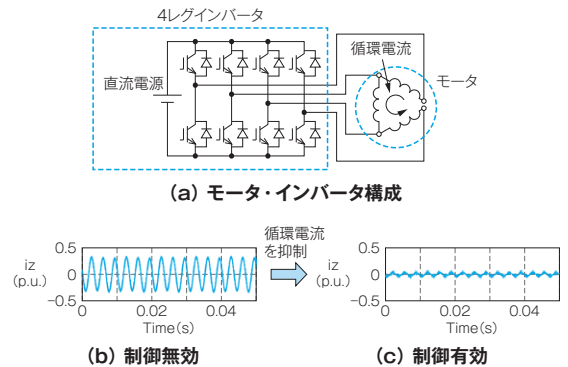 4レグインバータ
循環電流
直流電源
モータ
(a) モータ・インバータ構成
循環電流
を抑制
0.5
iz
0
(p.u.)
−0.5
0
0.02
0.04
Time(s)
(b) 制御無効
0.5
iz
0
(p.u.)
−0.5
0
0.02
0.04
Time(s)
(c) 制御有効